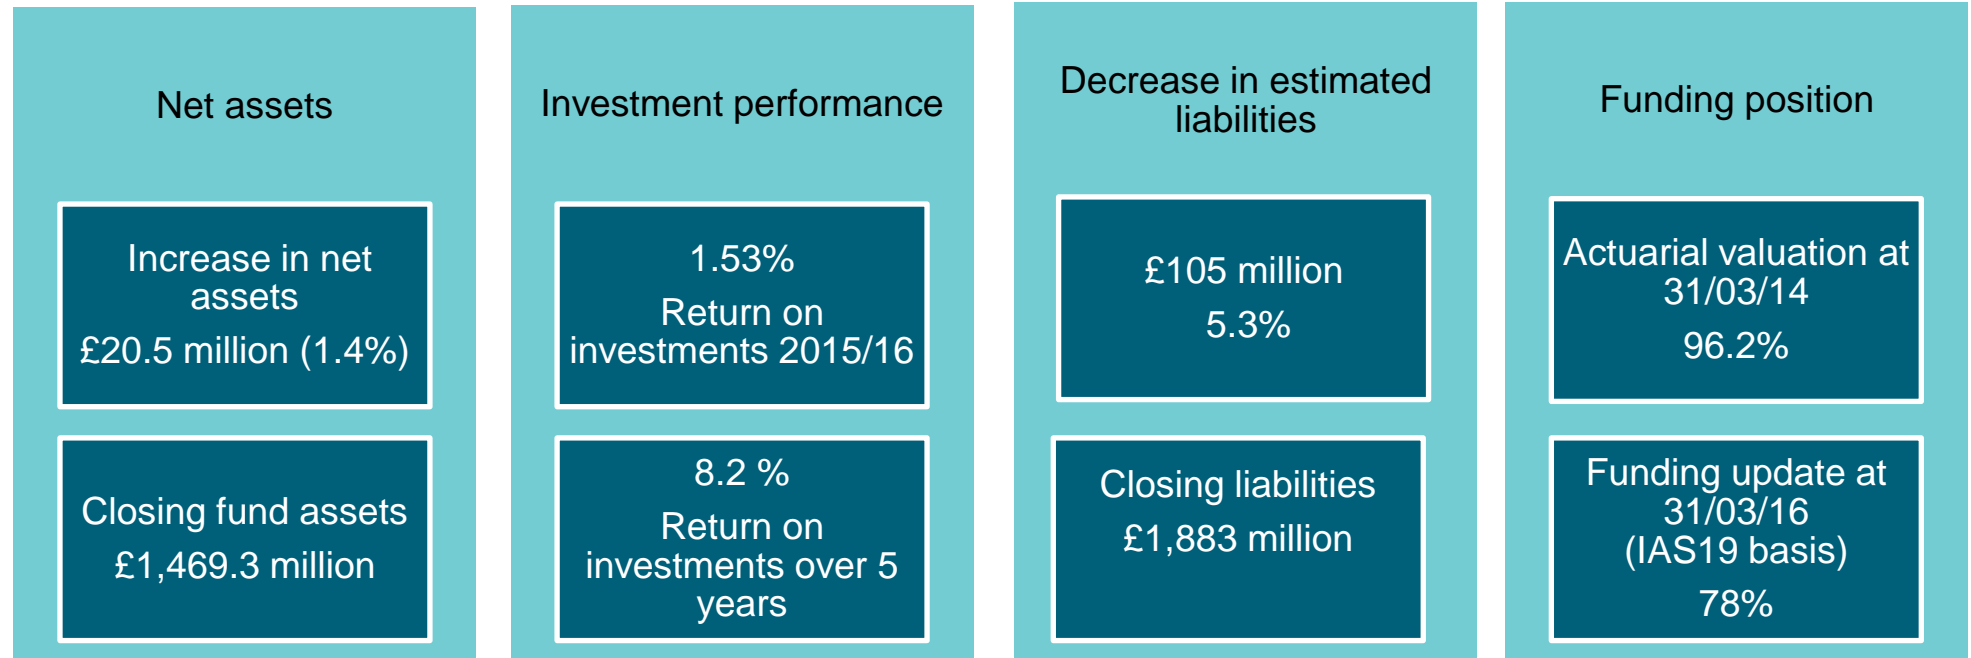 Net assets
Increase in net
assets
£20.5 million (1.4%)
Closing fund assets
£1,469.3 million
Investment performance
1.53%
Return on
investments 2015/16
8.2 %
Return on
investments over 5
years
Decrease in estimated
liabilities
£105 million
5.3%
Closing liabilities
£1,883 million
Funding position
Actuarial valuation at
31/03/14
96.2%
Funding update at
31/03/16
(IAS19 basis)
78%